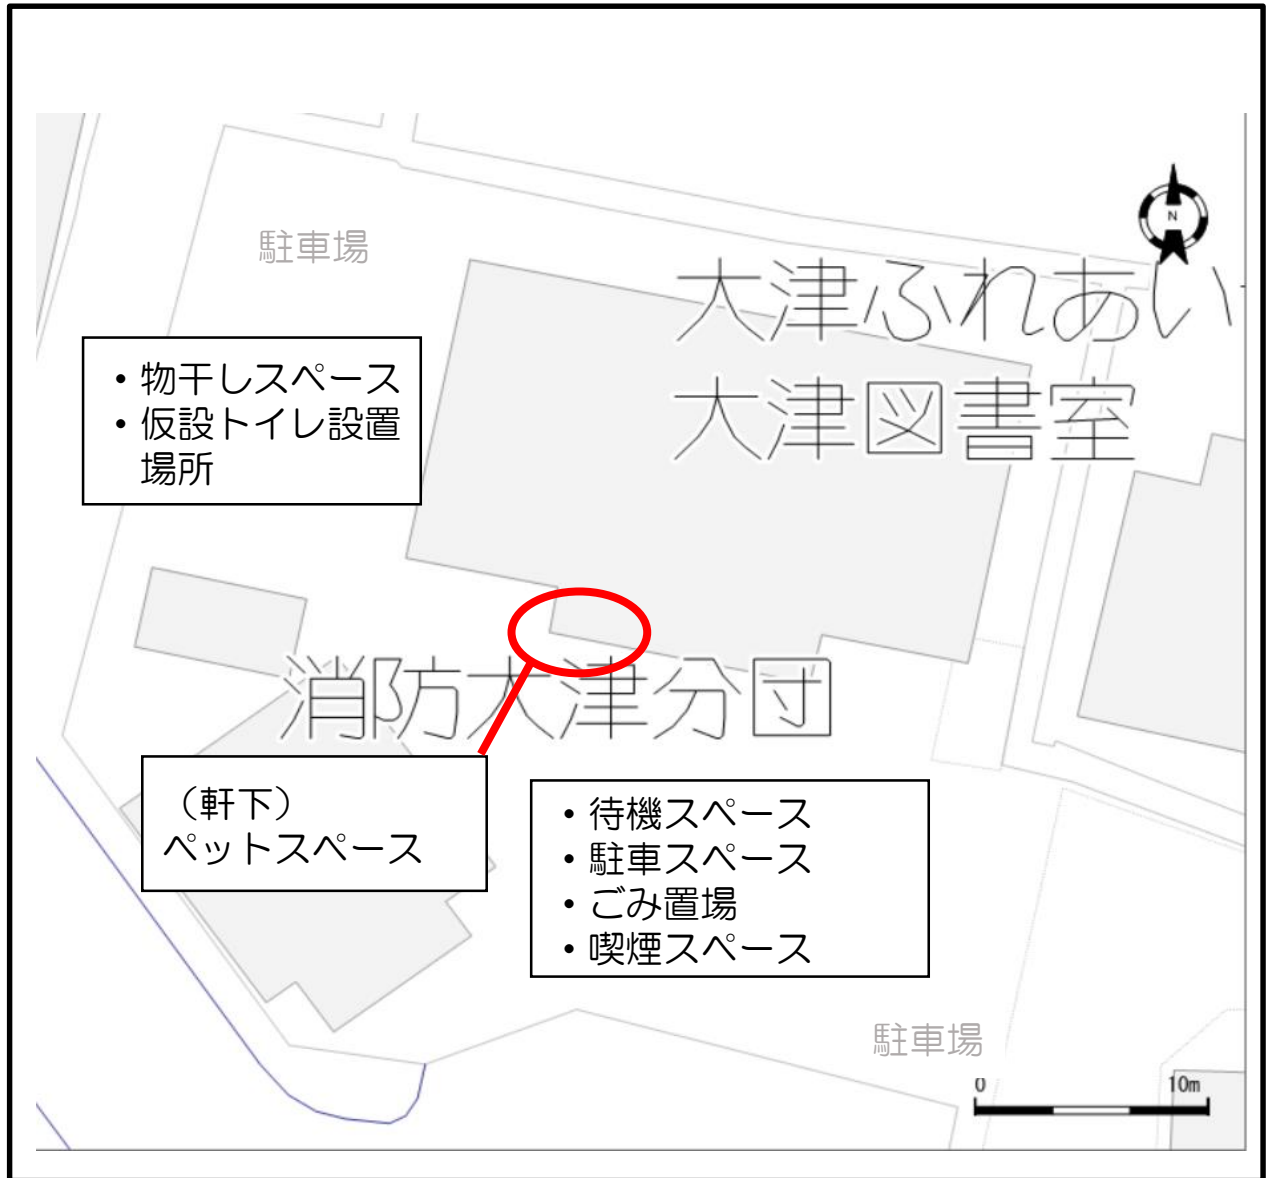 駐車場
N
大津ふれあい
大津図書室
・物干しスペース
・仮設トイレ設置
場所
消防大津分団
（軒下）
ペットスペース
・待機スペース
・駐車スペース
・ごみ置場
・喫煙スペース
駐車場
0 10m